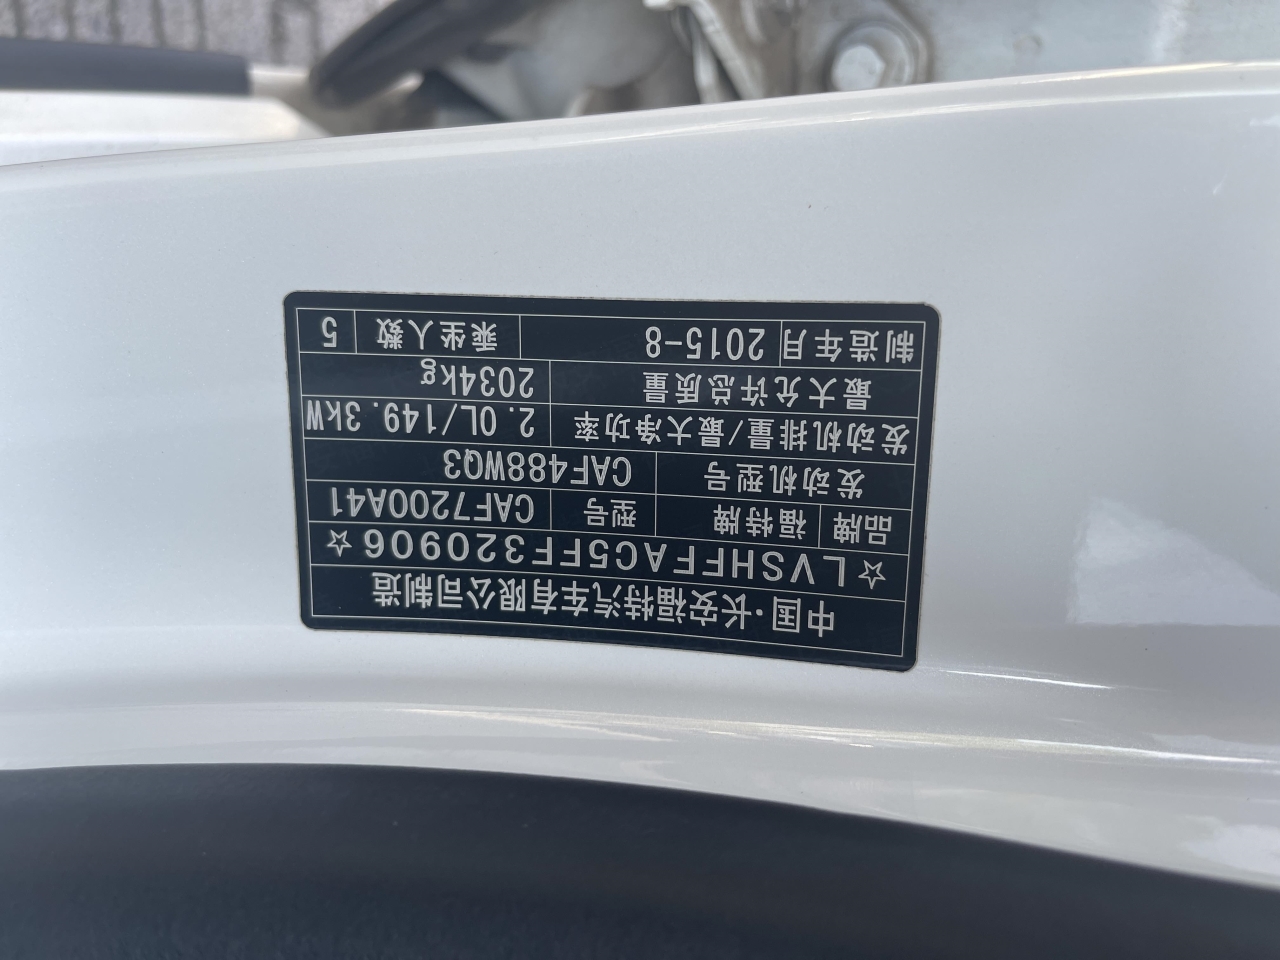 中国·长安福特汽车有限公司制造
☆LVSHFFAC5FF320906☆
品牌 福特牌 型号 CAF7200A41
发动机型号 CAF488WQ3
发动机排量/最大净功率 2.0L/149.3kW
最大允许总质量 2034kg
制造年月 2015-8 乘坐人数 5